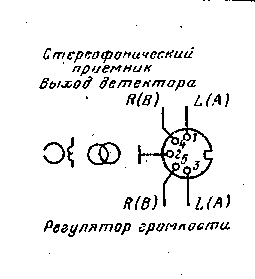 Стереофонический
приемник
Выход детектора
R(B) L(A)
4 1
2
5 3
R(B) L(A)
Регулятор громкости